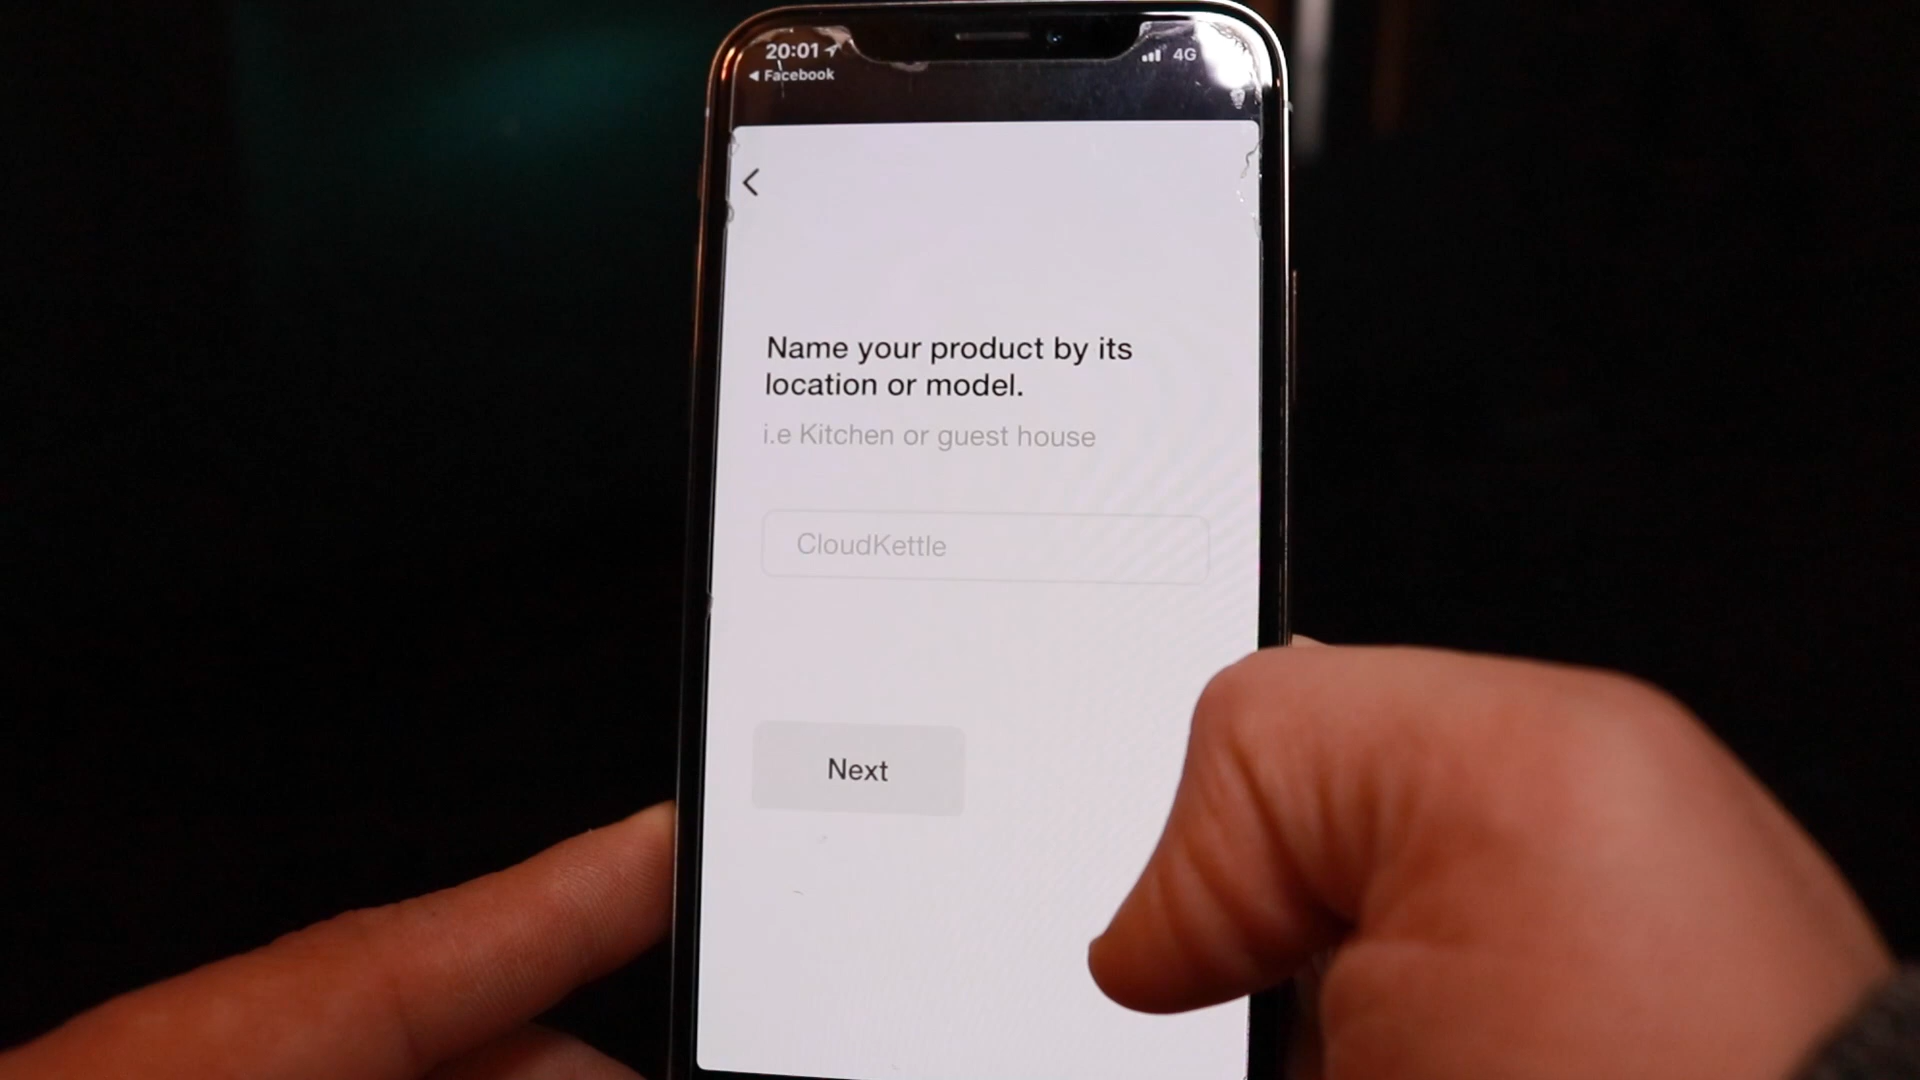 20:01
4G
◀ Facebook
Name your product by its
location or model.
i.e Kitchen or guest house
CloudKettle
Next